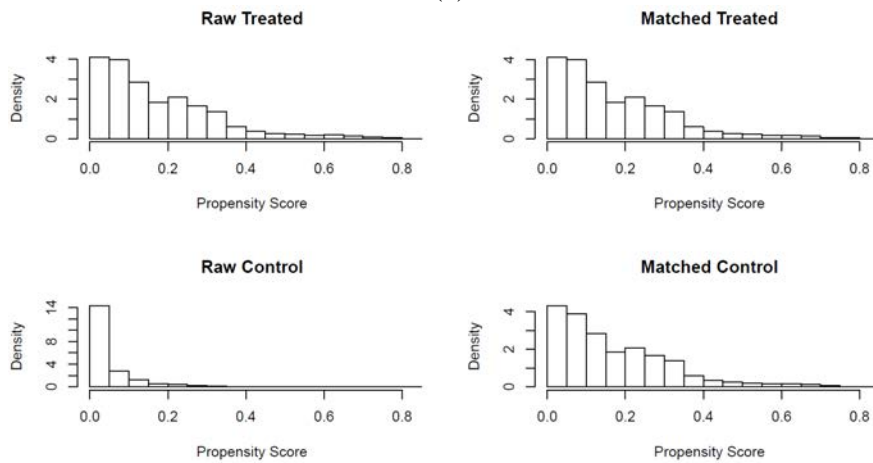 Raw Treated
Density
0 2 4
0.0 0.2 0.4 0.6 0.8
Propensity Score
Matched Treated
Density
0 2 4
0.0 0.2 0.4 0.6 0.8
Propensity Score
Raw Control
Density
0 4 14
0.0 0.2 0.4 0.6 0.8
Propensity Score
Matched Control
Density
0 2 4
0.0 0.2 0.4 0.6 0.8
Propensity Score